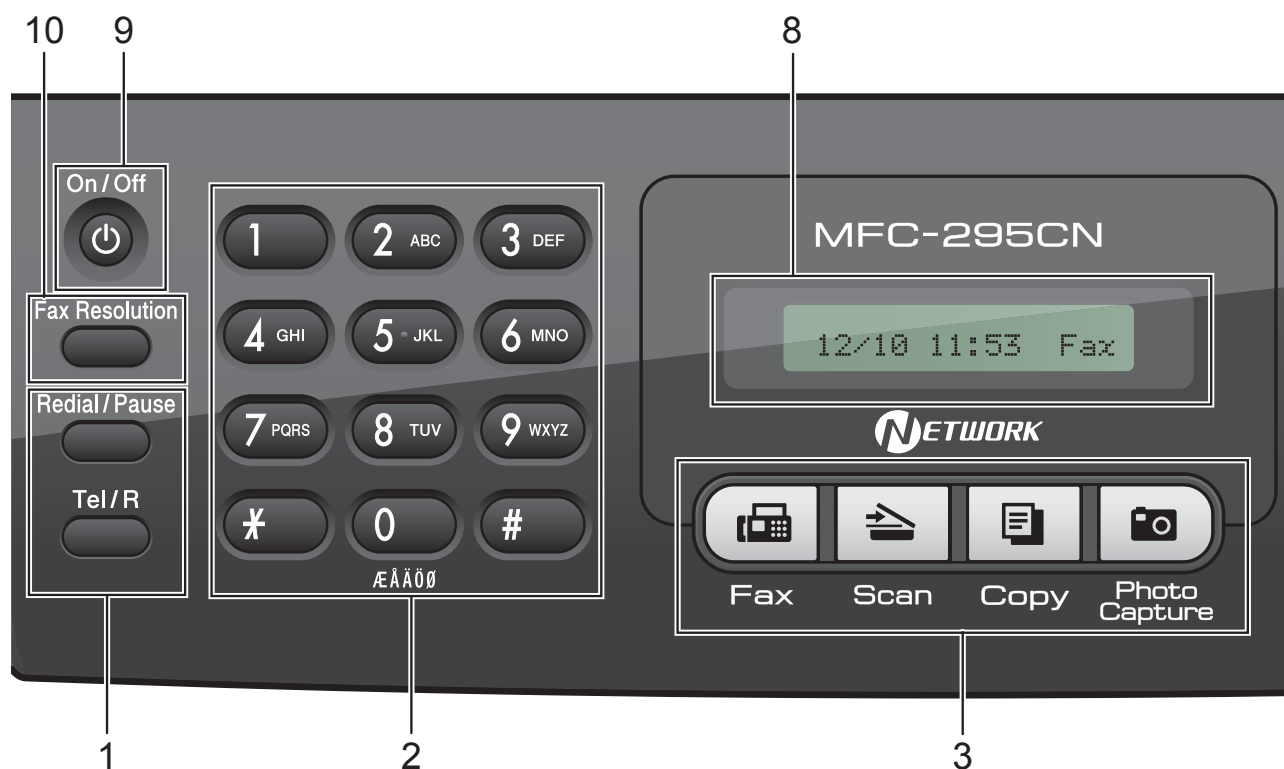 10 9 8
On/Off
MFC-295CN
1 2 ABC 3 DEF
Fax Resolution
4 GHI 5 JKL 6 MNO
12/10 11:53 Fax
Redial/Pause
7 PQRS 8 TUV 9 WXYZ
NETWORK
Tel/R
* 0 #
ÆÅÄÖØ
Fax Scan Copy Photo
Capture
1 2 3